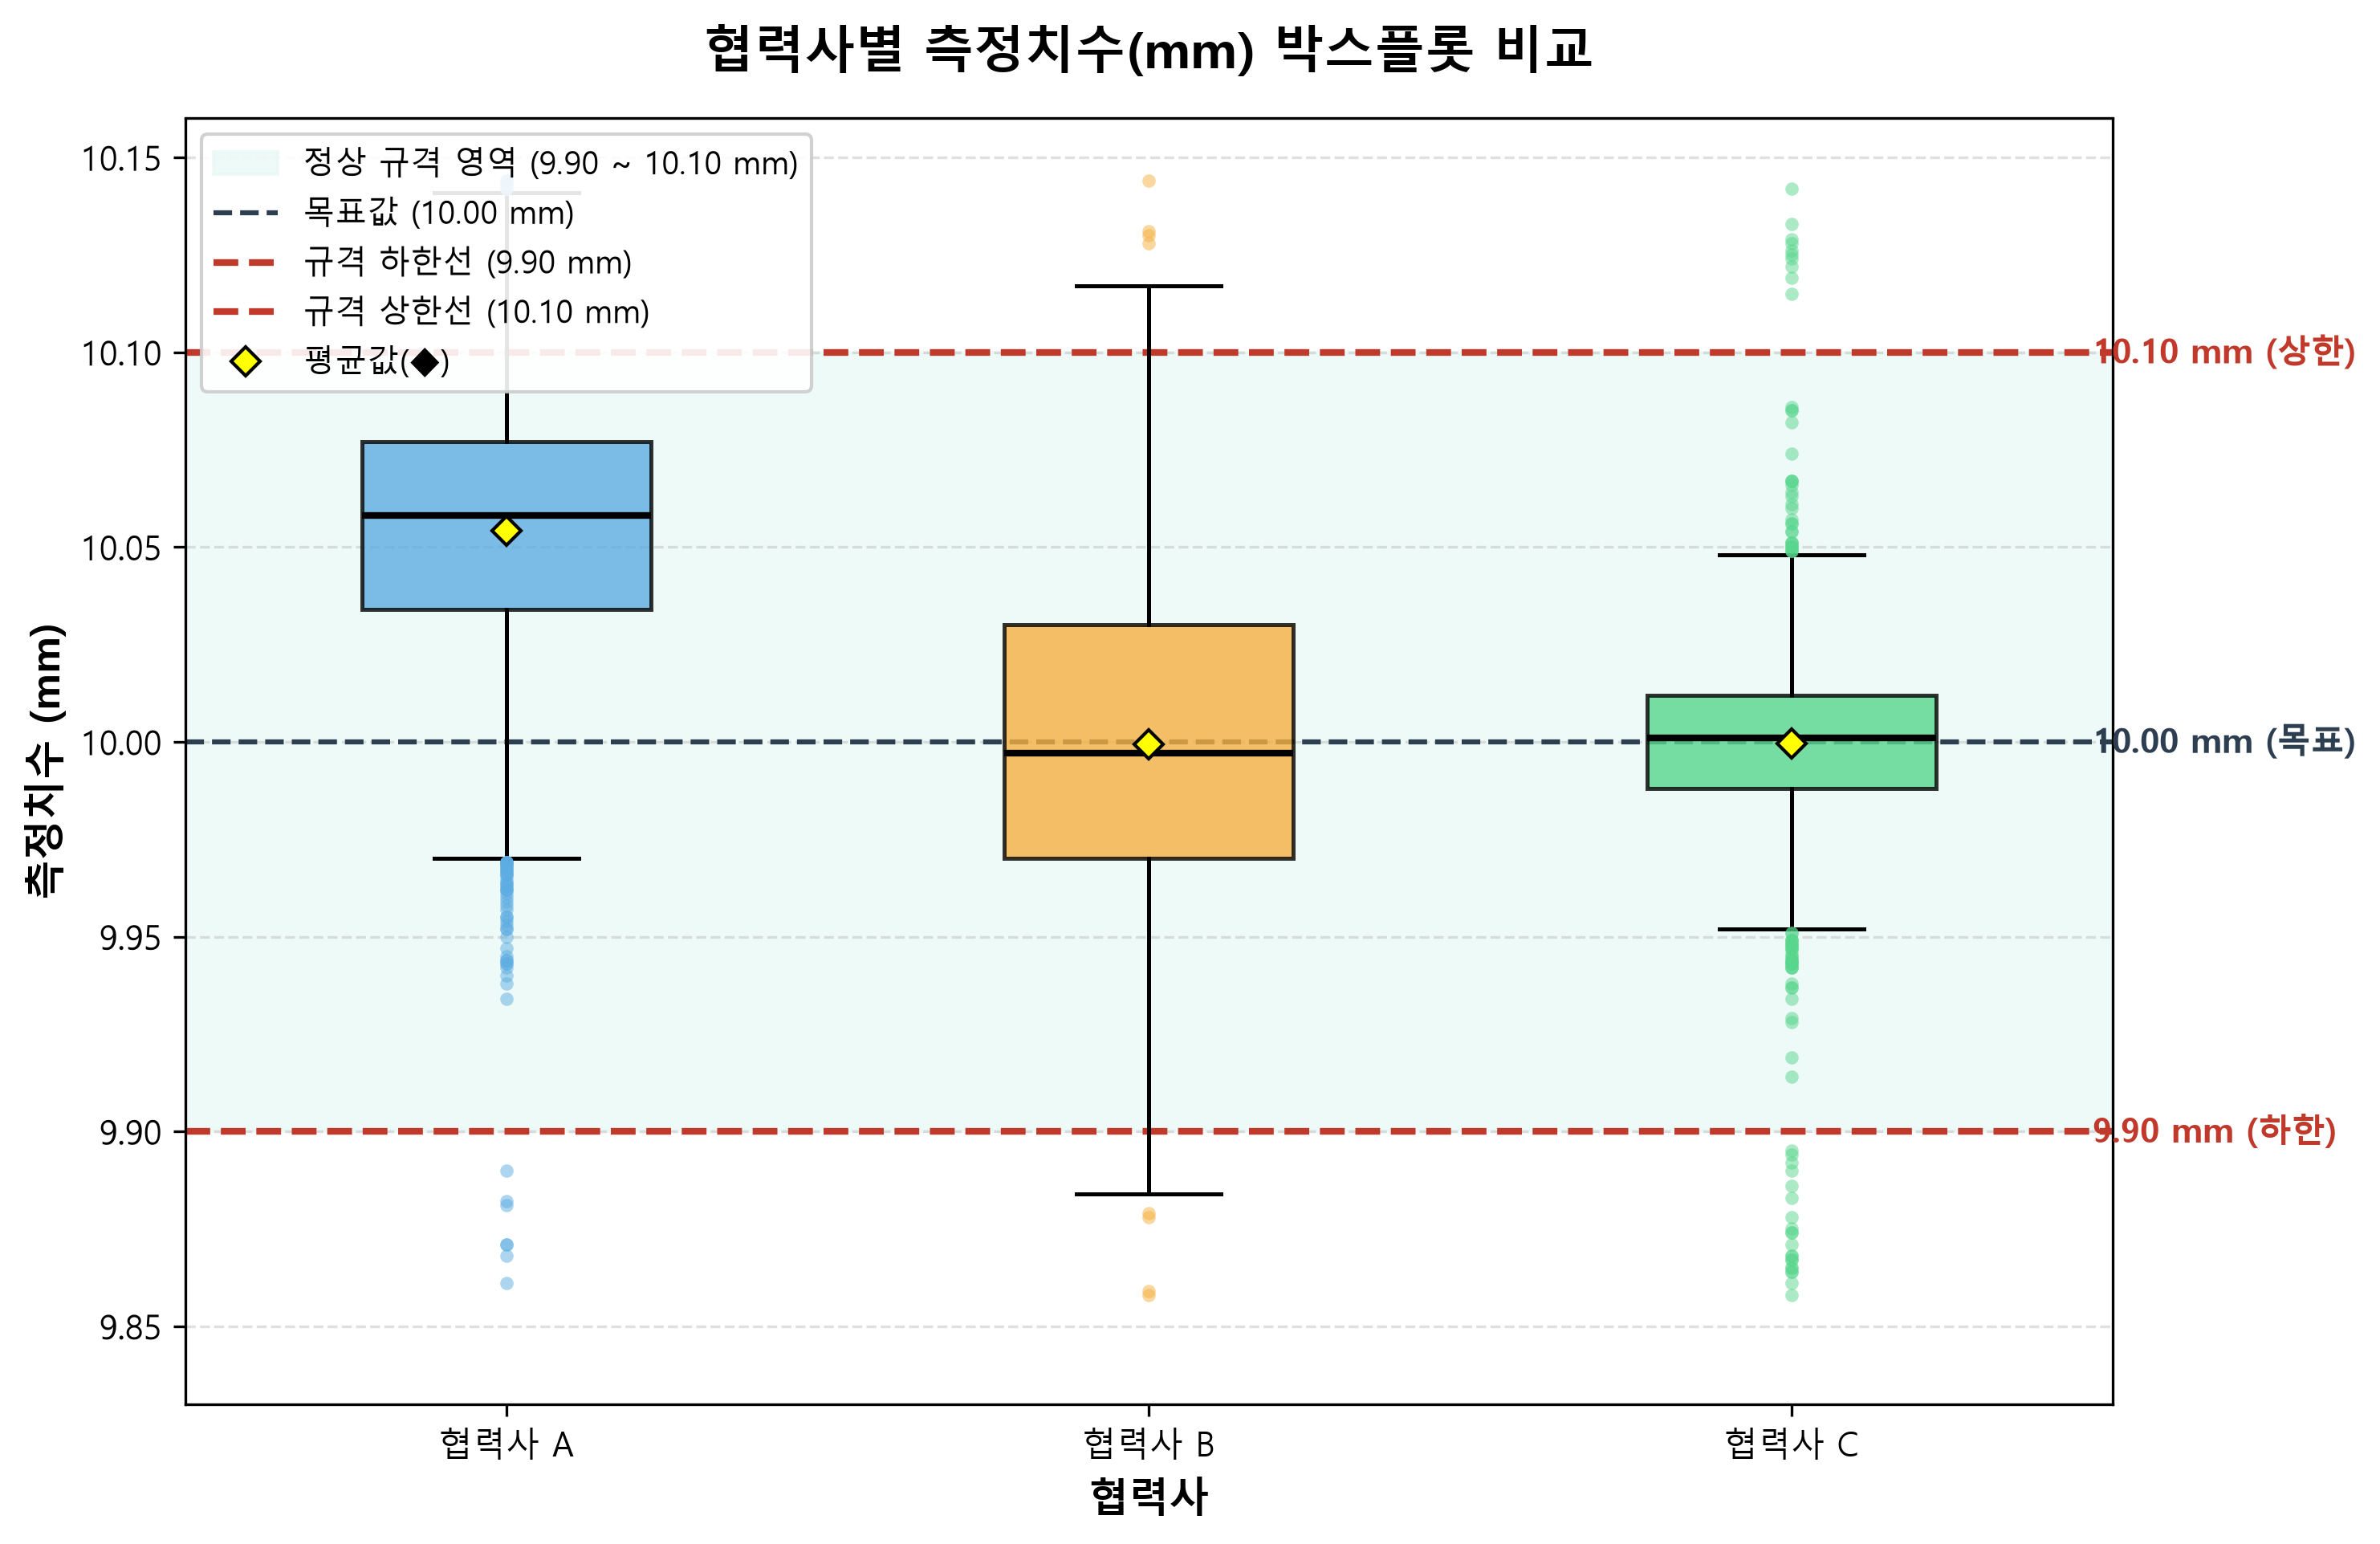 협력사별 측정치수(mm) 박스플롯 비교
정상 규격 영역 (9.90 ~ 10.10 mm)
목표값 (10.00 mm)
규격 하한선 (9.90 mm)
규격 상한선 (10.10 mm)
평균값(◆)
측정치수 (mm)
10.15
10.10
10.05
10.00
9.95
9.90
9.85
10.10 mm (상한)
10.00 mm (목표)
9.90 mm (하한)
협력사 A
협력사 B
협력사 C
협력사